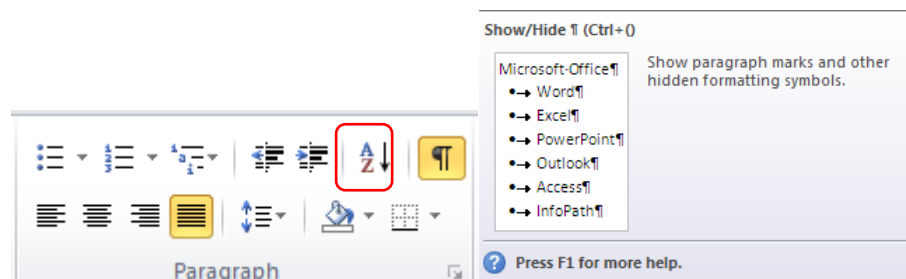 Paragraph
Show/Hide ¶ (Ctrl+()
Microsoft·Office¶
•→ Word¶
•→ Excel¶
•→ PowerPoint¶
•→ Outlook¶
•→ Access¶
•→ InfoPath¶
Show paragraph marks and other
hidden formatting symbols.
Press F1 for more help.